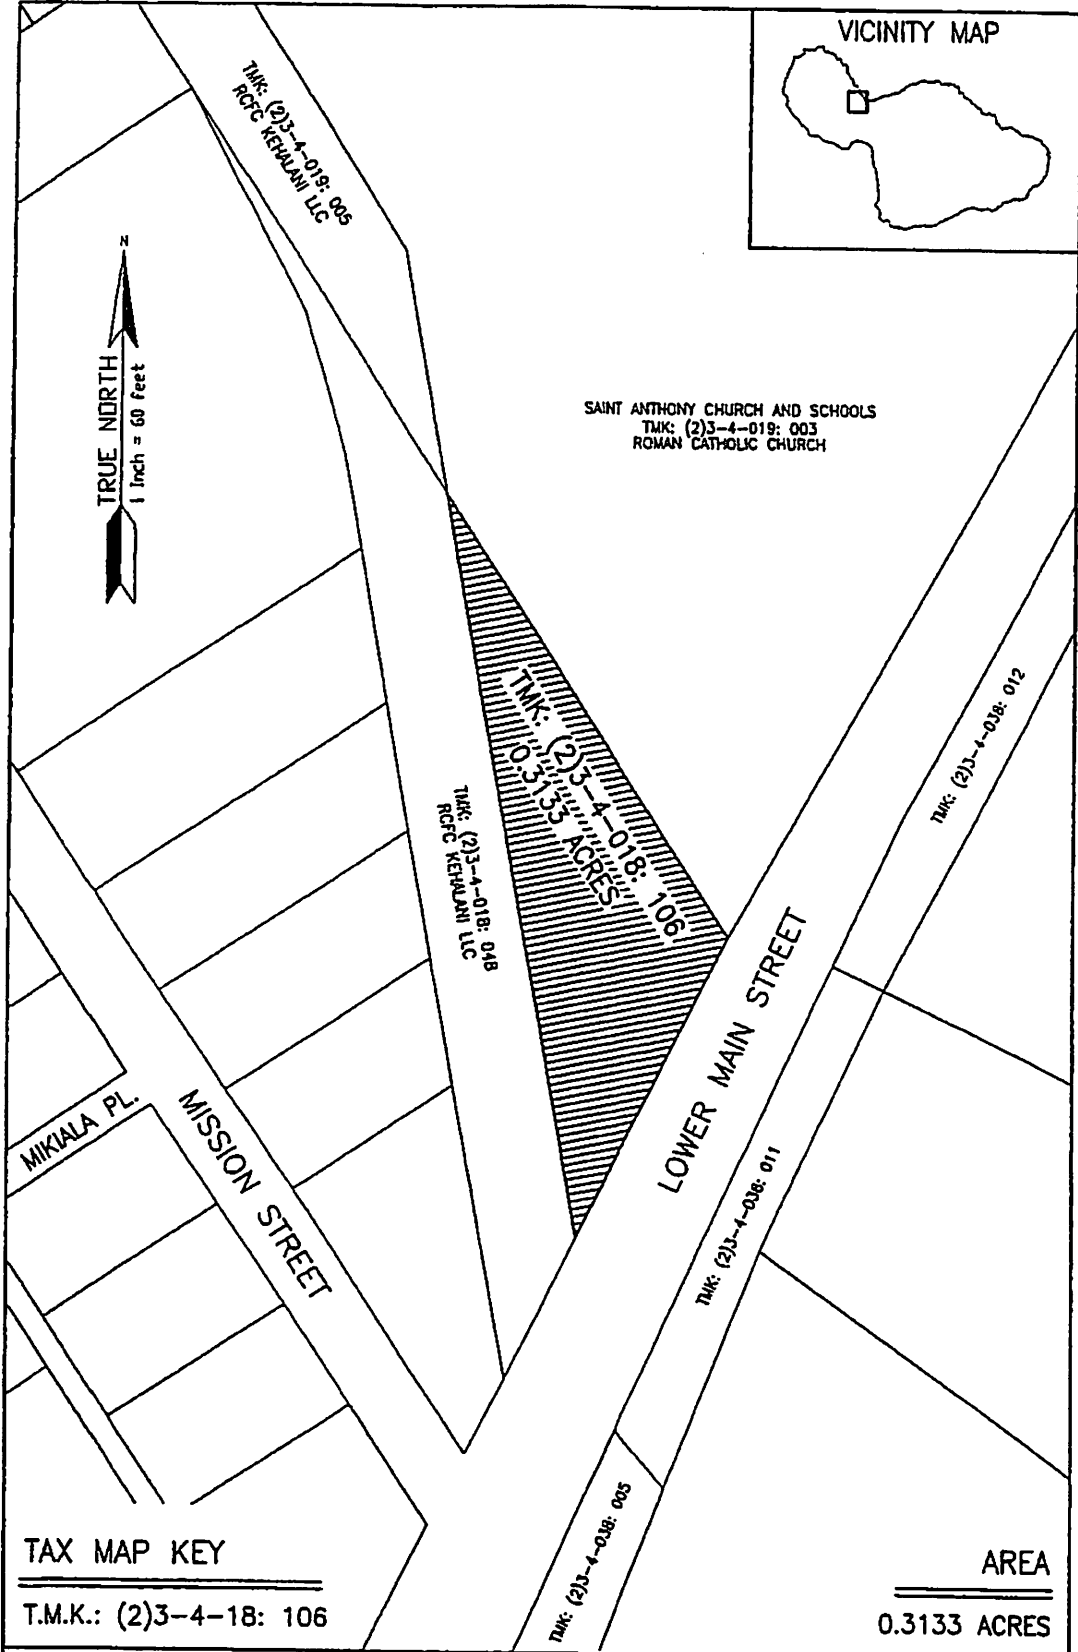 VICINITY MAP
TMK: (2)3-4-019: 005
RCFC KEHALANI LLC
N
TRUE NORTH
1 Inch = 60 feet
SAINT ANTHONY CHURCH AND SCHOOLS
TMK: (2)3-4-019: 003
ROMAN CATHOLIC CHURCH
TMK: (2)3-4-038: 012
TMK: (2)3-4-018: 106
0.3133 ACRES
TMK: (2)3-4-018: 048
RCFC KEHALANI LLC
LOWER MAIN STREET
MIKIALA PL.
MISSION STREET
TMK: (2)3-4-038: 011
TMK: (2)3-4-038: 005
TAX MAP KEY
T.M.K.: (2)3-4-18: 106
AREA
0.3133 ACRES